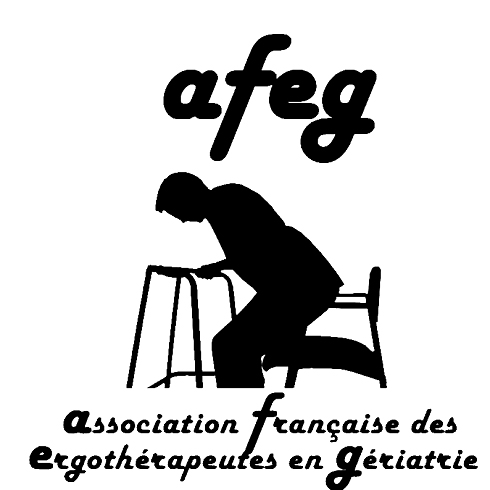 afeg
association française des
ergothérapeutes en gériatrie